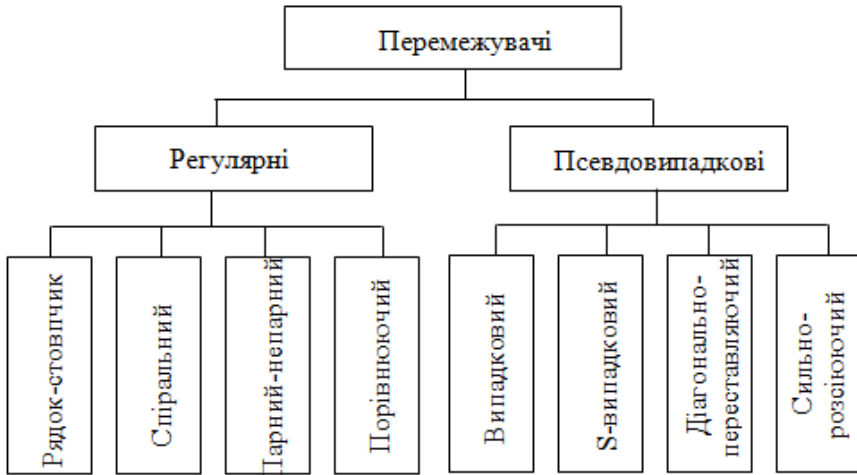 Перемежувачі
Регулярні
Псевдовипадкові
Рядок-стовпчик
Спіральний
Парний-непарний
Порівнюючий
Випадковий
S-випадковий
Діагонально-
переставляючий
Сильно-
розсіюючий